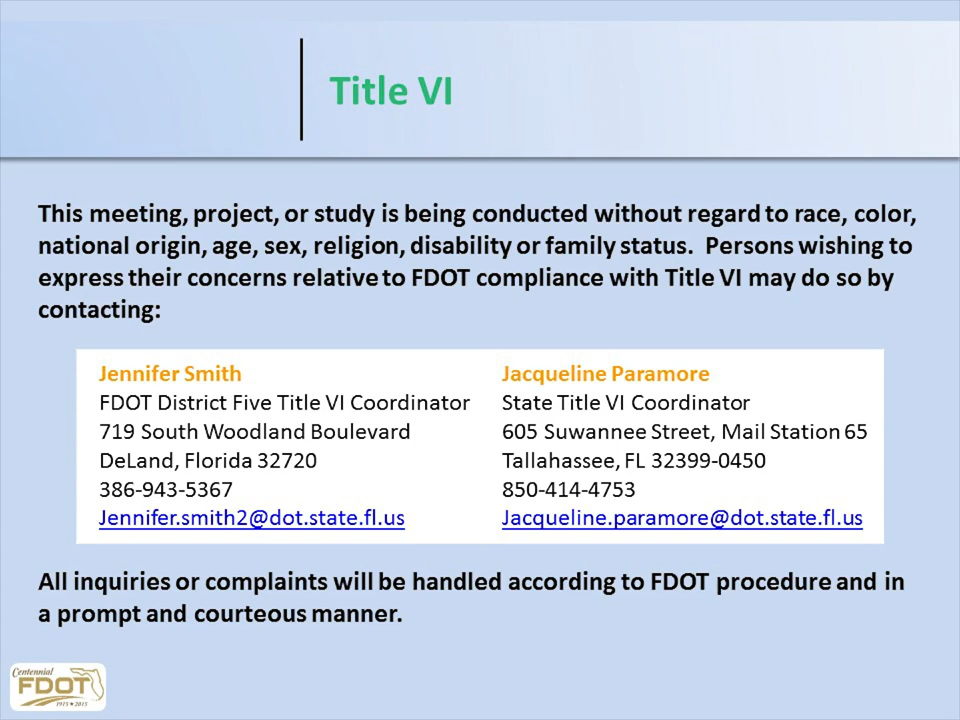 Title VI
This meeting, project, or study is being conducted without regard to race, color,
national origin, age, sex, religion, disability or family status.  Persons wishing to
express their concerns relative to FDOT compliance with Title VI may do so by
contacting:
Jennifer Smith
FDOT District Five Title VI Coordinator
719 South Woodland Boulevard
DeLand, Florida 32720
386-943-5367
Jennifer.smith2@dot.state.fl.us
Jacqueline Paramore
State Title VI Coordinator
605 Suwannee Street, Mail Station 65
Tallahassee, FL 32399-0450
850-414-4753
Jacqueline.paramore@dot.state.fl.us
All inquiries or complaints will be handled according to FDOT procedure and in
a prompt and courteous manner.
Centennial
FDOT
1915★2015